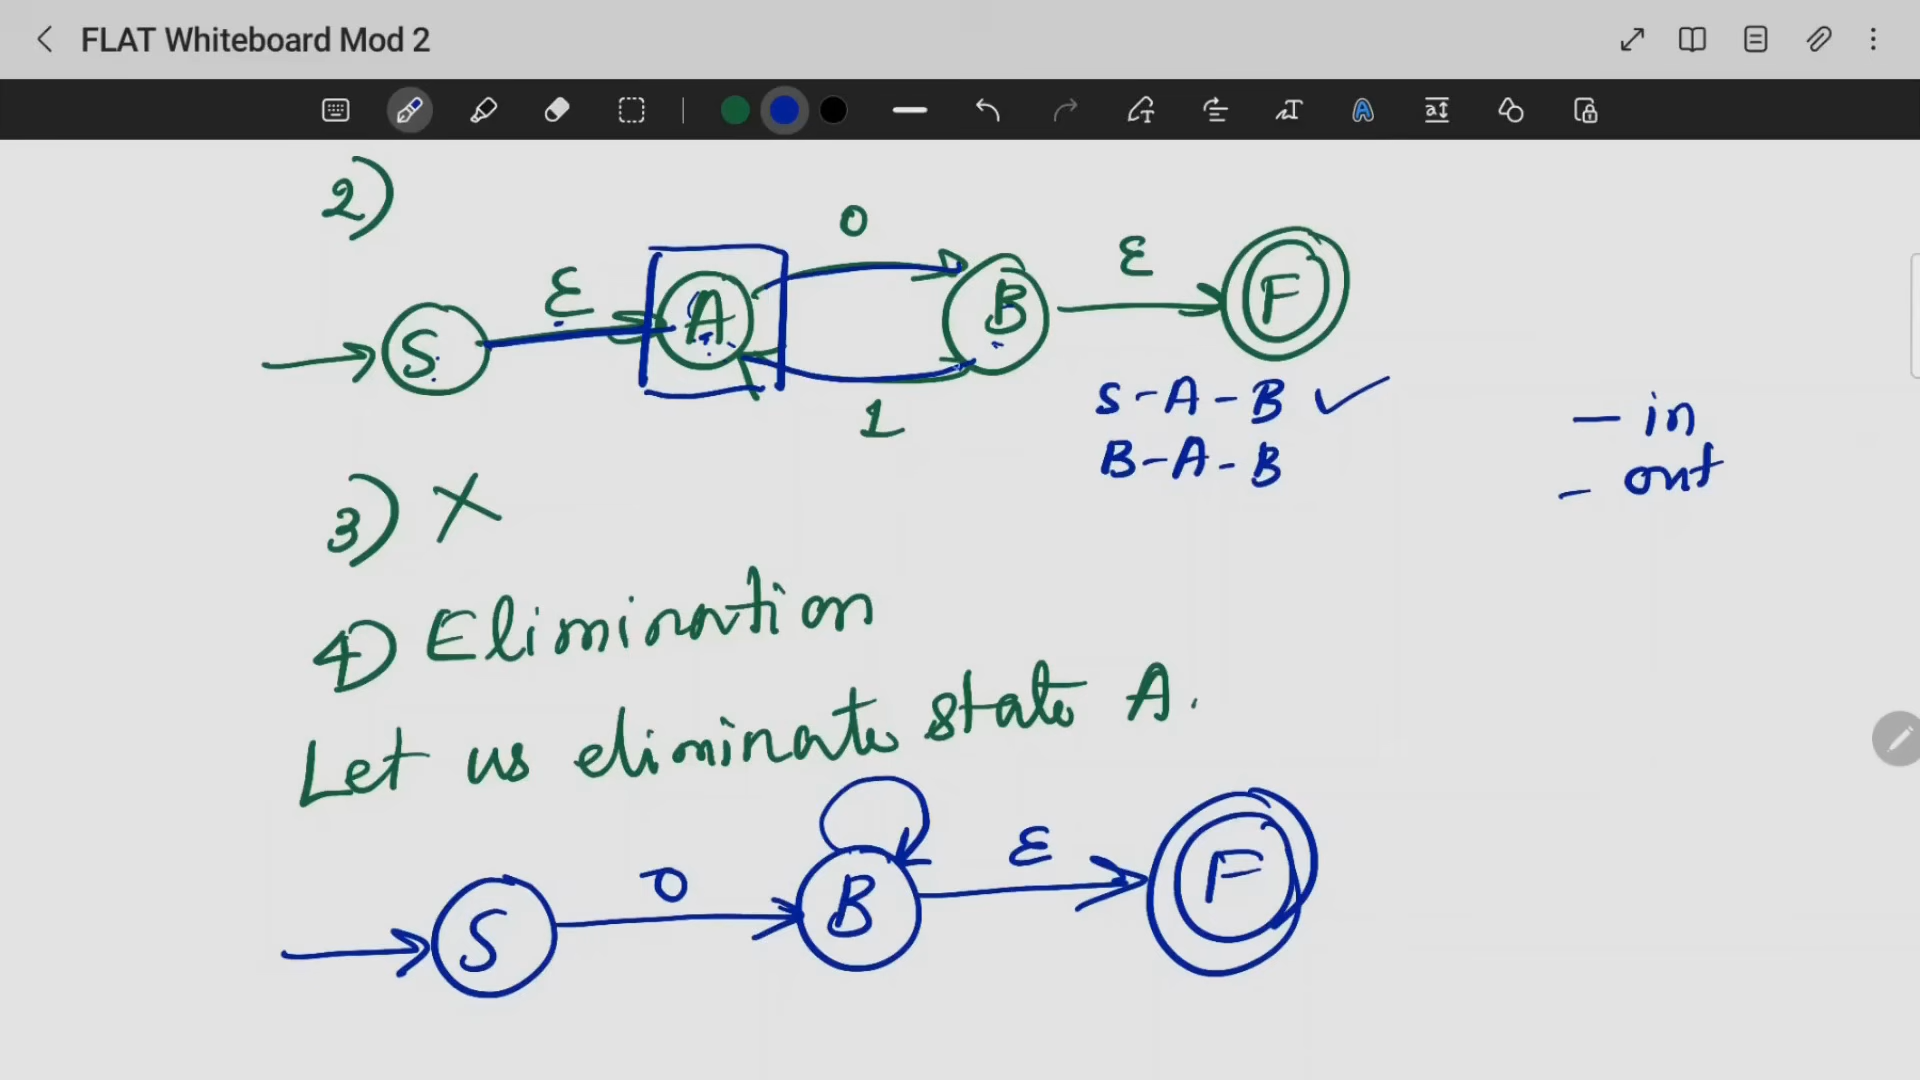 FLAT Whiteboard Mod 2
2)
0
ε ε
S A B F
1
S-A-B ✓
B-A-B
- in
- out
3) X
4) Elimination
Let us eliminate state A.
0 ε
S B F